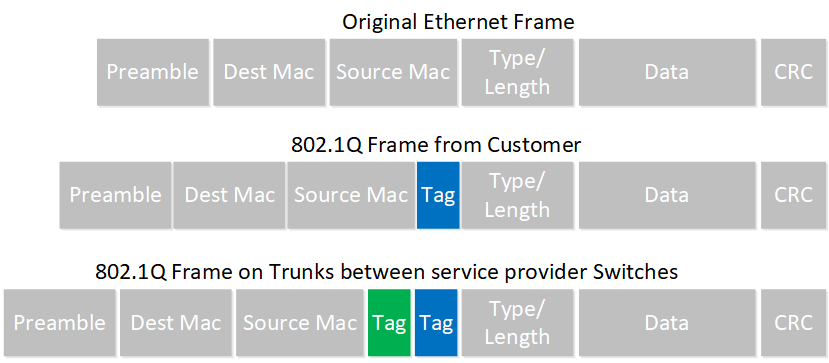 Original Ethernet Frame
Preamble Dest Mac Source Mac Type/ Length Data CRC
802.1Q Frame from Customer
Preamble Dest Mac Source Mac Tag Type/ Length Data CRC
802.1Q Frame on Trunks between service provider Switches
Preamble Dest Mac Source Mac Tag Tag Type/ Length Data CRC